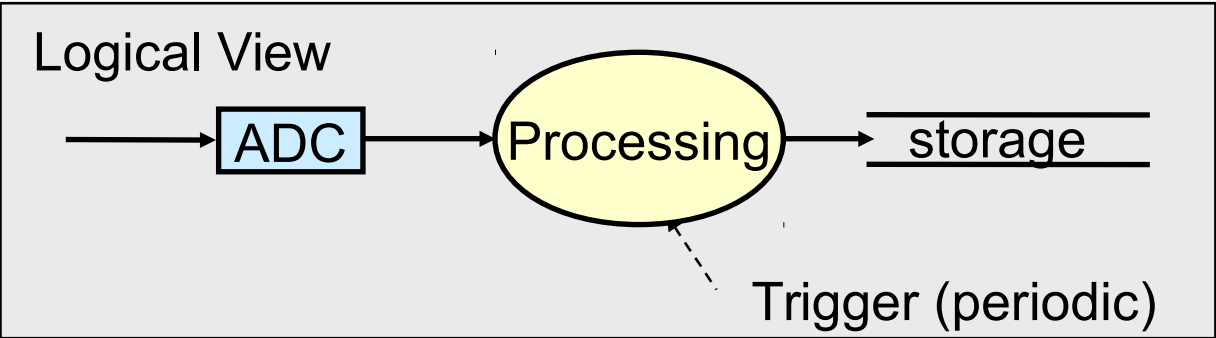 Logical View
ADC
Processing
storage
Trigger (periodic)